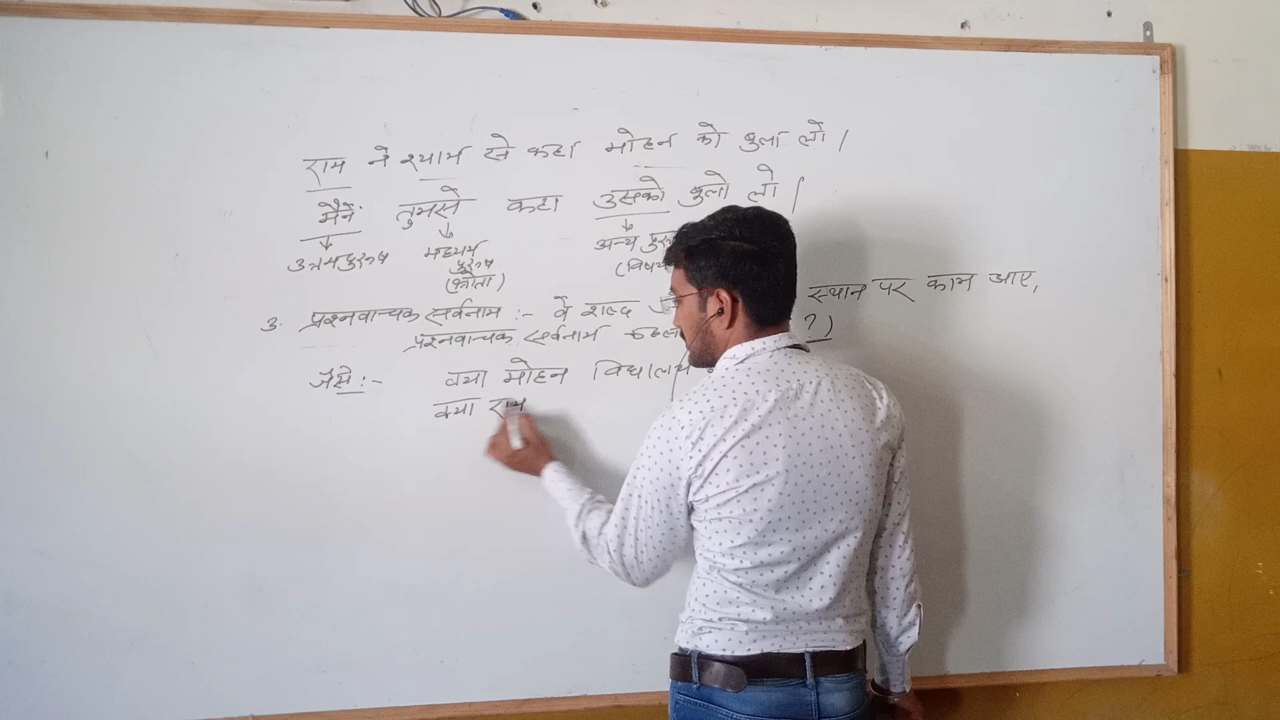 राम ने श्याम से कहा मोहन को बुला लो।
मैंने तुमसे कहा उसको बुलो लो।
उत्तमपुरुष मध्यम अन्य
पुरुष
(श्रोता) (विषय
3. प्रश्नवाचक सर्वनाम :- वे शब्द स्थान पर काम आए,
प्रश्नवाचक सर्वनाम ?)
जैसे :- क्या मोहन विद्यालय
क्या राम